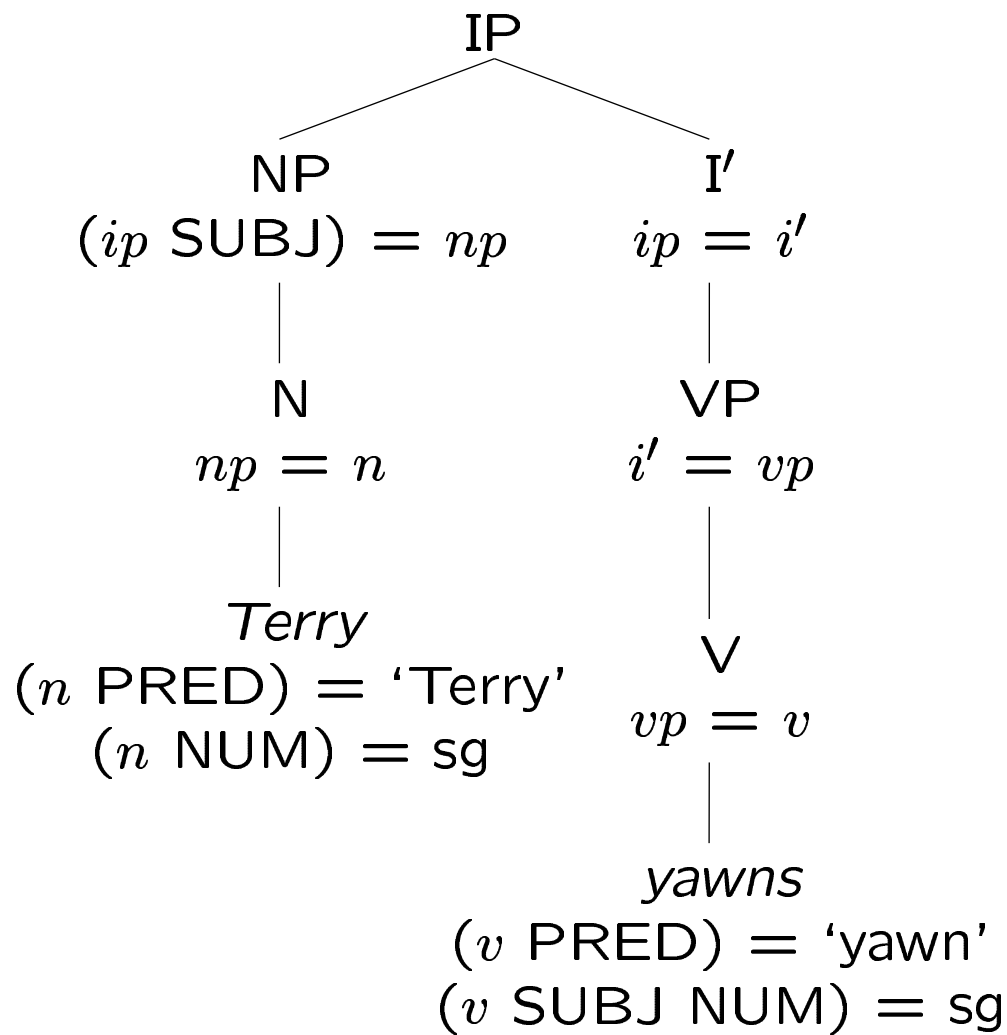 IP
NP
I′
(ip SUBJ) = np
ip = i′
N
VP
np = n
i′ = vp
Terry
(n PRED) = ‘Terry’
(n NUM) = sg
V
vp = v
yawns
(v PRED) = ‘yawn’
(v SUBJ NUM) = sg